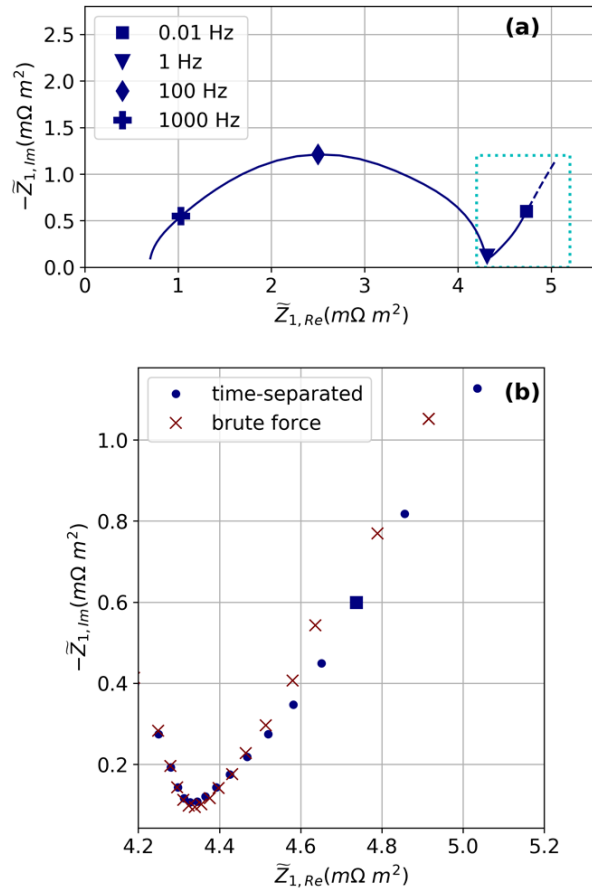 (a)
0.01 Hz
1 Hz
100 Hz
1000 Hz
2.5
2.0
1.5
1.0
0.5
0.0
0 1 2 3 4 5
Z̃1,Re(mΩ m²)
−Z̃1,Im(mΩ m²)
(b)
time-separated
brute force
1.0
0.8
0.6
0.4
0.2
4.2 4.4 4.6 4.8 5.0 5.2
Z̃1,Re(mΩ m²)
−Z̃1,Im(mΩ m²)